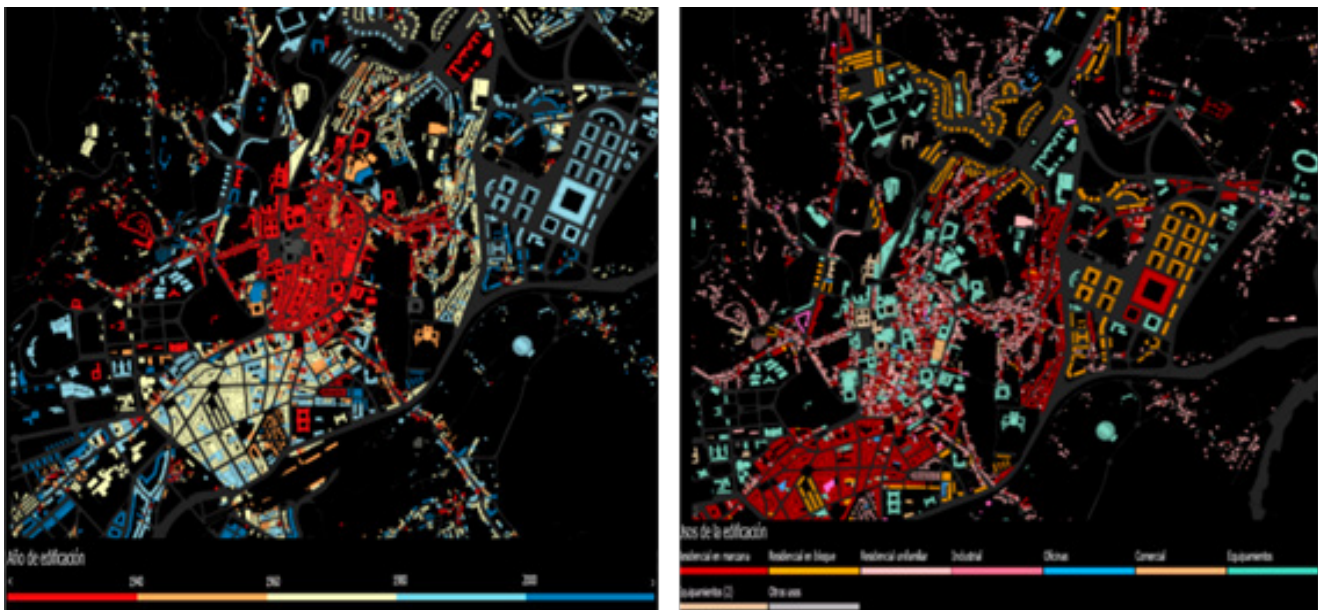 Año de edificación
< 1940 1960 1980 2000 >
Usos de la edificación
Residencial en manzana Residencial en bloque Residencial unifamiliar Industrial Oficinas Comercial Equipamientos
Equipamientos (2) Otros usos